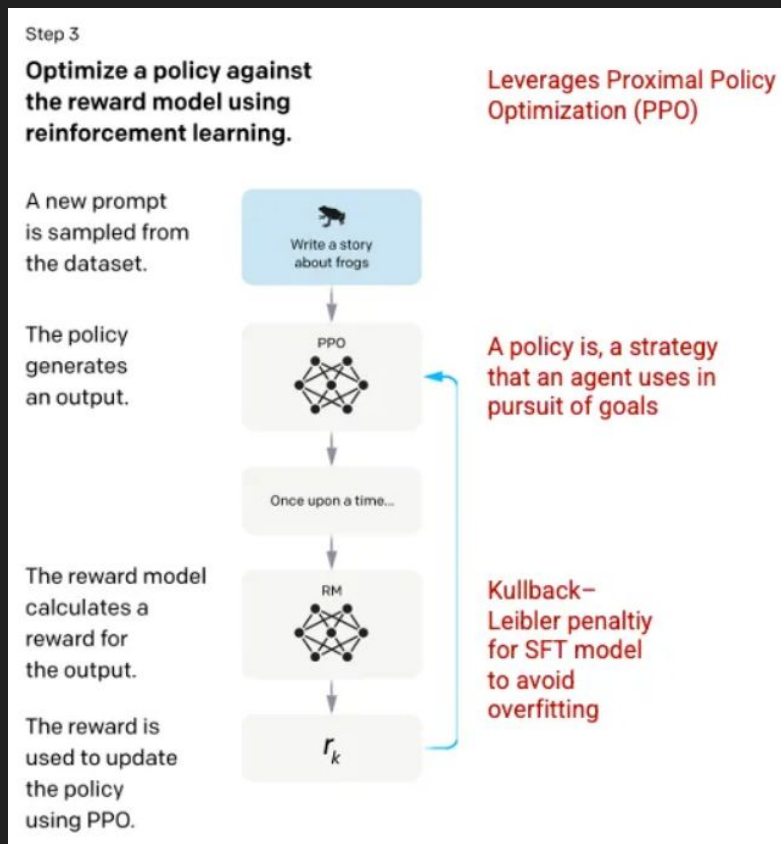 Step 3
Optimize a policy against
the reward model using
reinforcement learning.
Leverages Proximal Policy
Optimization (PPO)
A new prompt
is sampled from
the dataset.
Write a story
about frogs
The policy
generates
an output.
PPO
A policy is, a strategy
that an agent uses in
pursuit of goals
Once upon a time...
The reward model
calculates a
reward for
the output.
RM
Kullback–
Leibler penaltiy
for SFT model
to avoid
overfitting
The reward is
used to update
the policy
using PPO.
rk